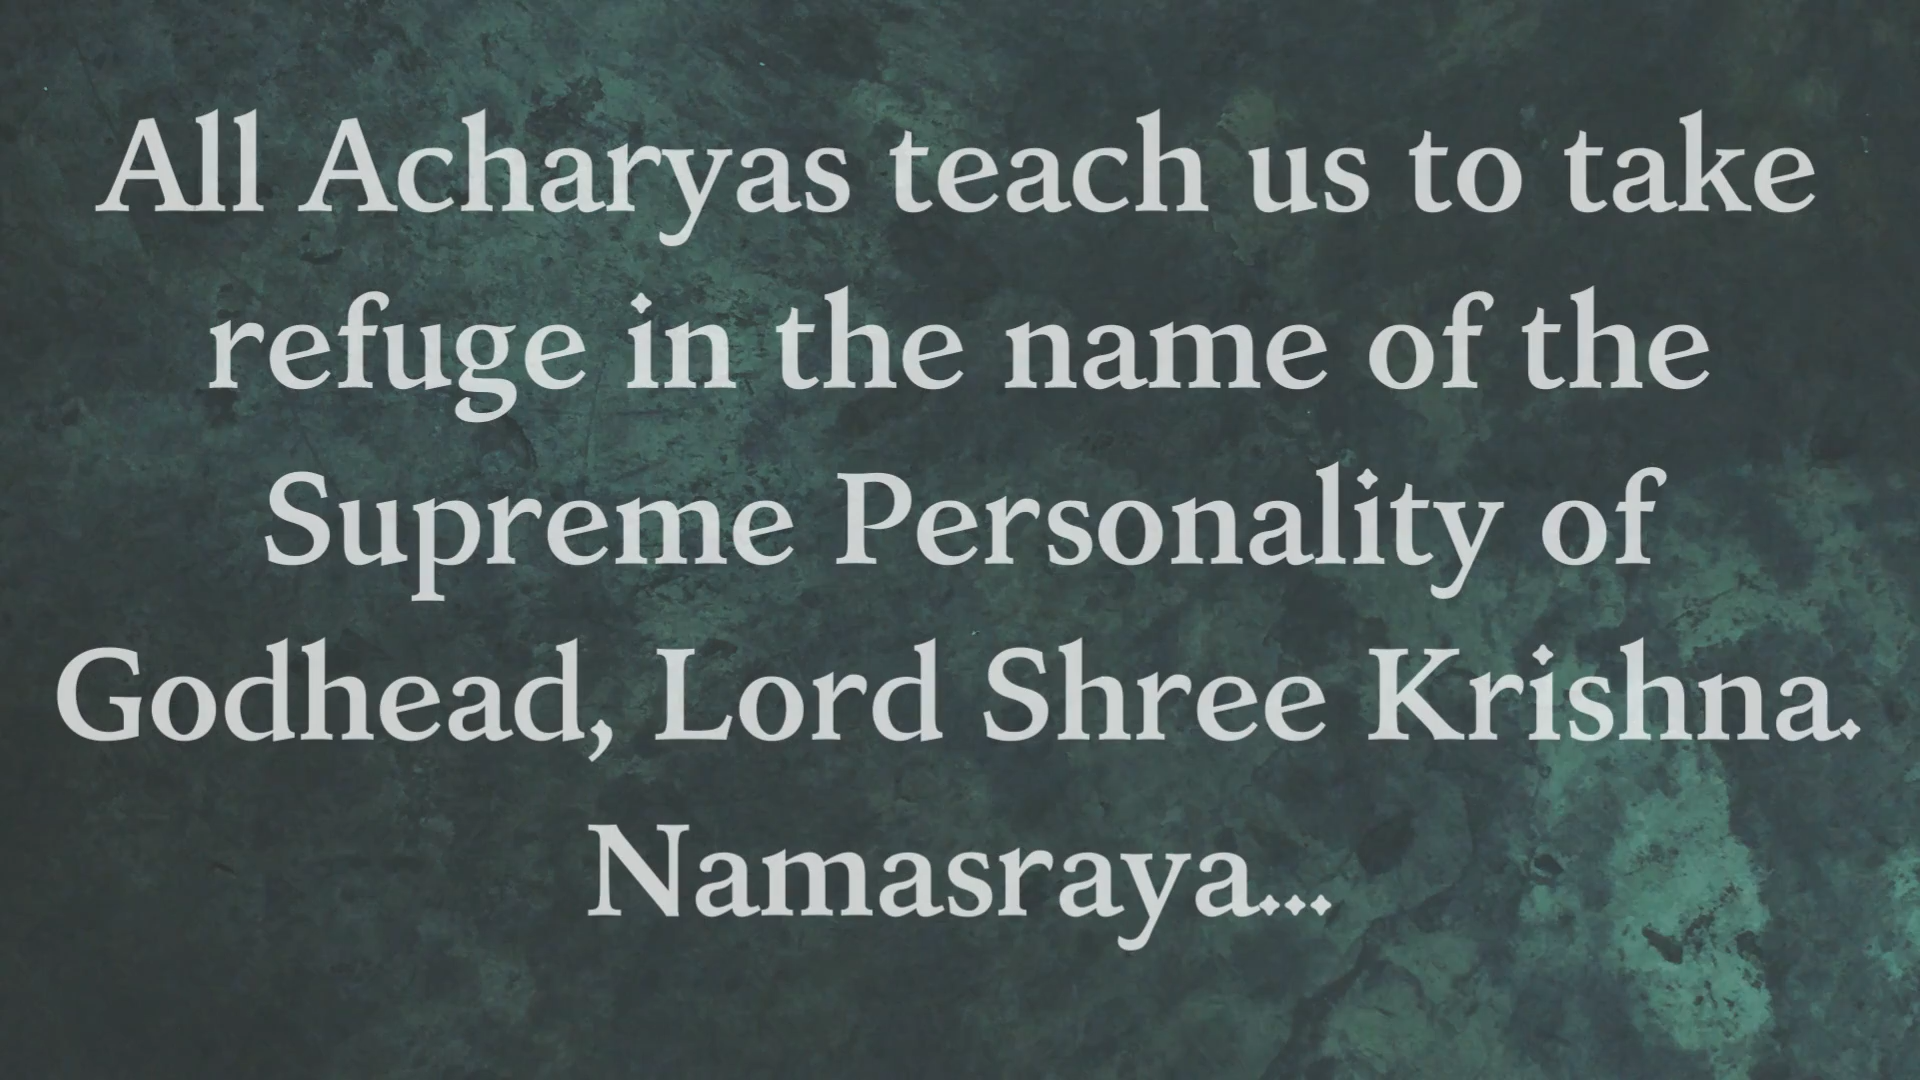 All Acharyas teach us to take
refuge in the name of the
Supreme Personality of
Godhead, Lord Shree Krishna.
Namasraya...